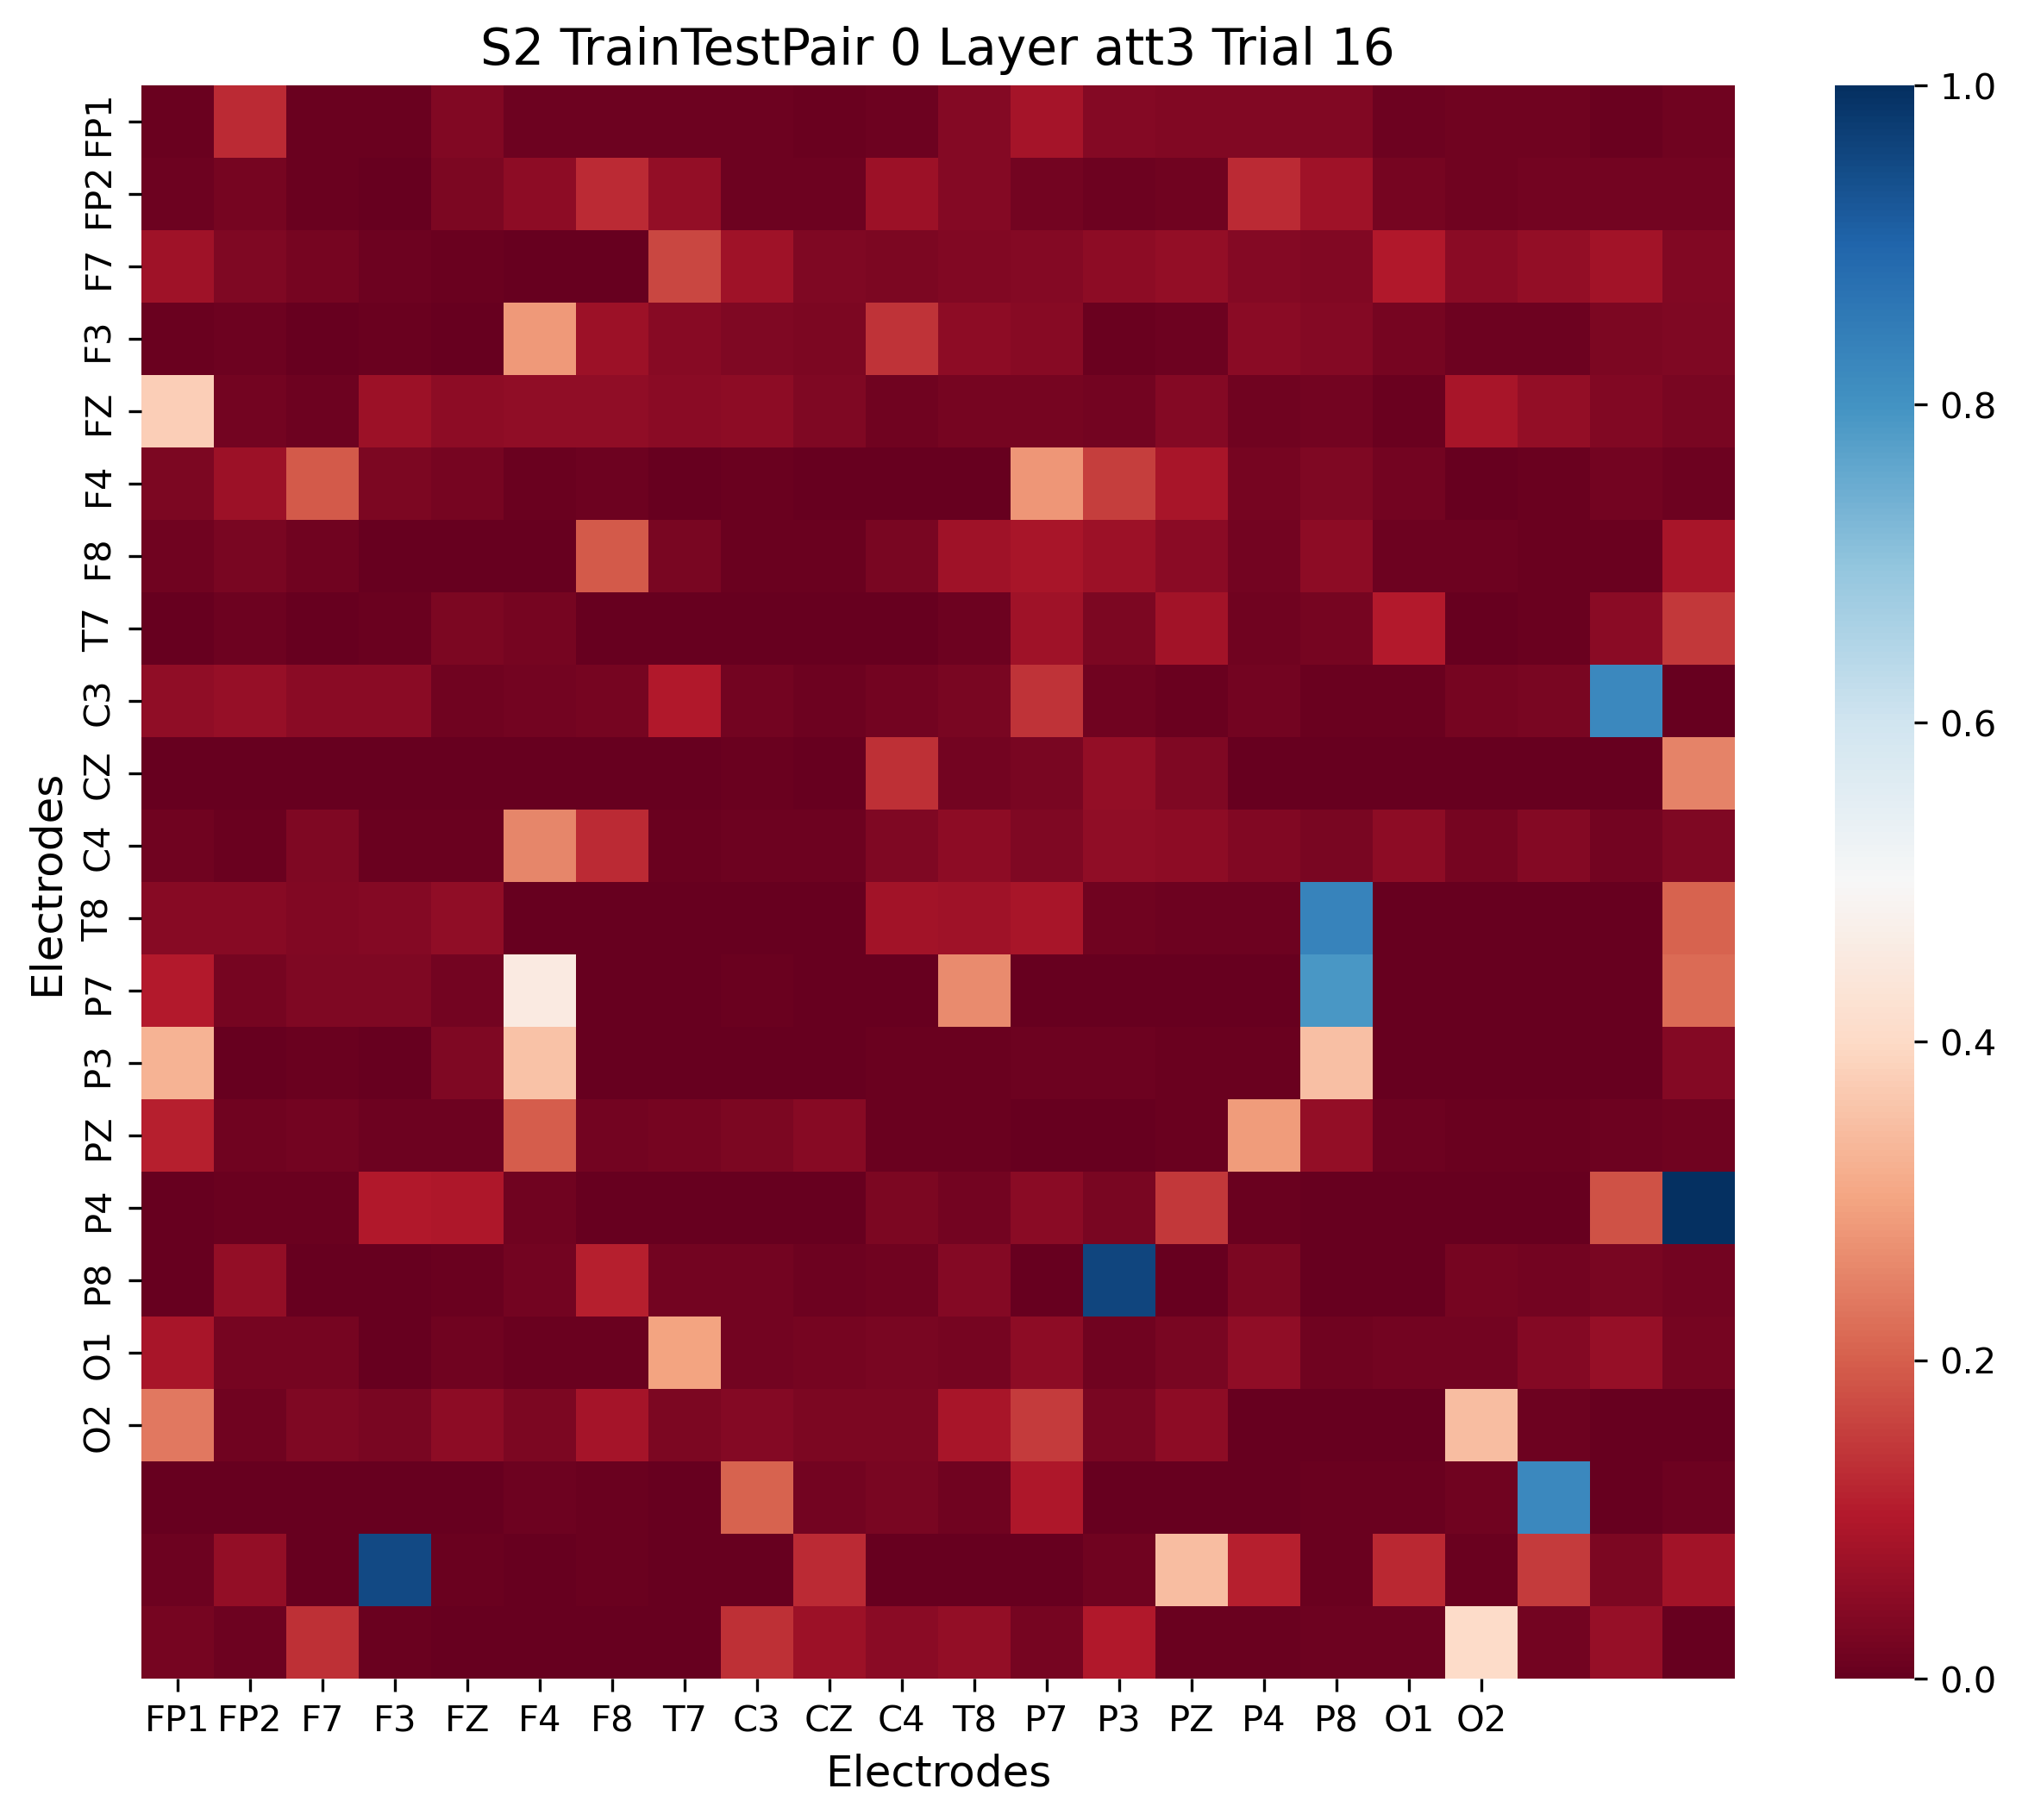 S2 TrainTestPair 0 Layer att3 Trial 16
Electrodes
FP1
FP2
F7
F3
FZ
F4
F8
T7
C3
CZ
C4
T8
P7
P3
PZ
P4
P8
O1
O2
FP1 FP2 F7 F3 FZ F4 F8 T7 C3 CZ C4 T8 P7 P3 PZ P4 P8 O1 O2
Electrodes
1.0
0.8
0.6
0.4
0.2
0.0